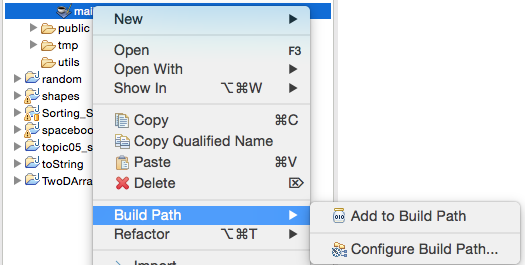 mai
New
public
Open F3
tmp
Open With
utils
Show In ⌥⌘W
random
shapes
Copy ⌘C
Sorting_S
Copy Qualified Name
spaceboo
topic05_s
Paste ⌘V
toString
Delete ⌦
TwoDArra
Build Path
Add to Build Path
Refactor ⌥⌘T
Configure Build Path...
Import